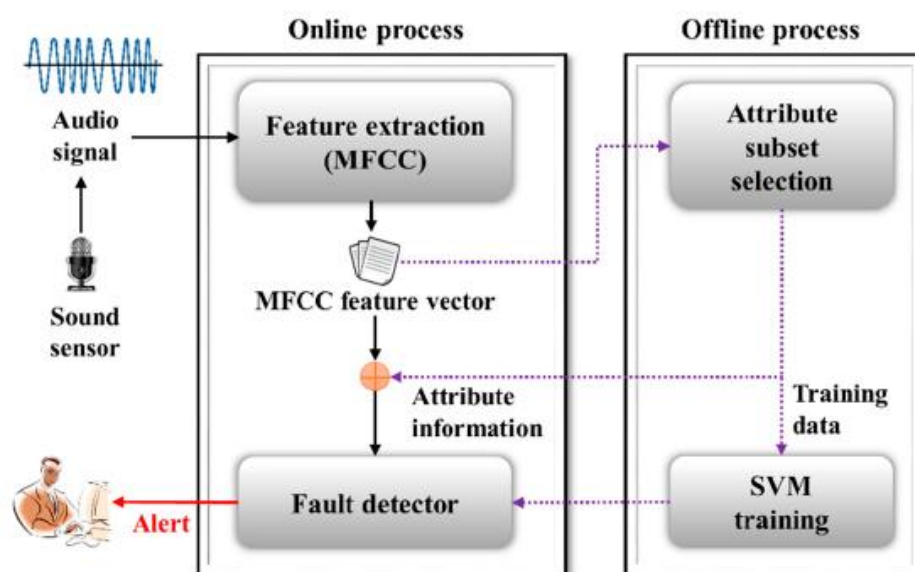 Online process
Offline process
Audio
signal
Feature extraction
(MFCC)
Attribute
subset
selection
MFCC feature vector
Sound
sensor
Attribute
information
Training
data
Fault detector
SVM
training
Alert